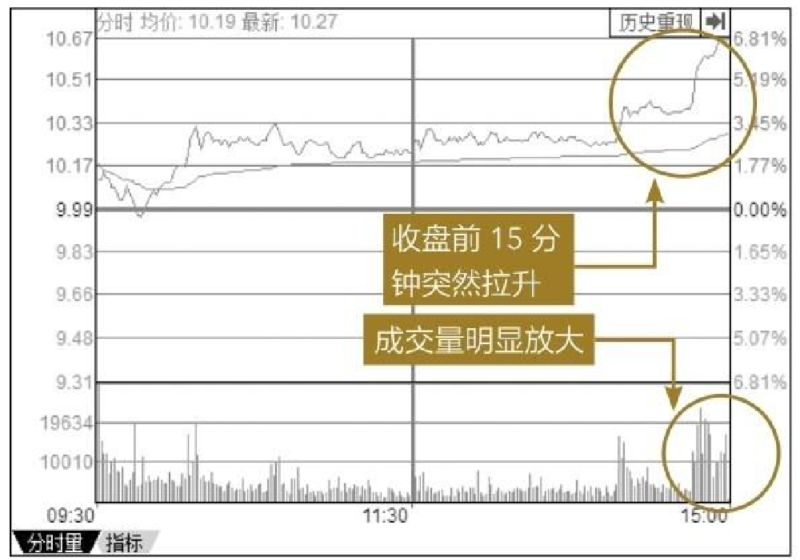 分时 均价: 10.19 最新: 10.27
历史重现
10.67 6.81%
10.51 5.19%
10.33 3.45%
10.17 1.77%
9.99 0.00%
收盘前 15 分
钟突然拉升
9.83 1.65%
9.66 3.33%
9.48 5.07%
成交量明显放大
9.31 6.81%
19634
10010
09:30 11:30 15:00
分时量 指标